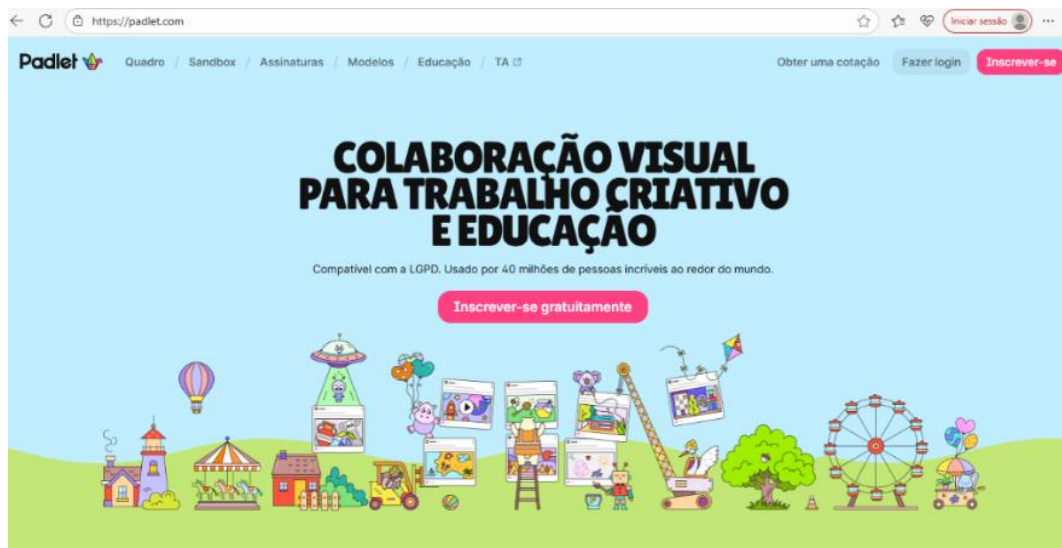 https://padlet.com
Iniciar sessão
Padlet
Quadro / Sandbox / Assinaturas / Modelos / Educação / TA
Obter uma cotação
Fazer login
Inscrever-se
COLABORAÇÃO VISUAL
PARA TRABALHO CRIATIVO
E EDUCAÇÃO
Compatível com a LGPD. Usado por 40 milhões de pessoas incríveis ao redor do mundo.
Inscrever-se gratuitamente